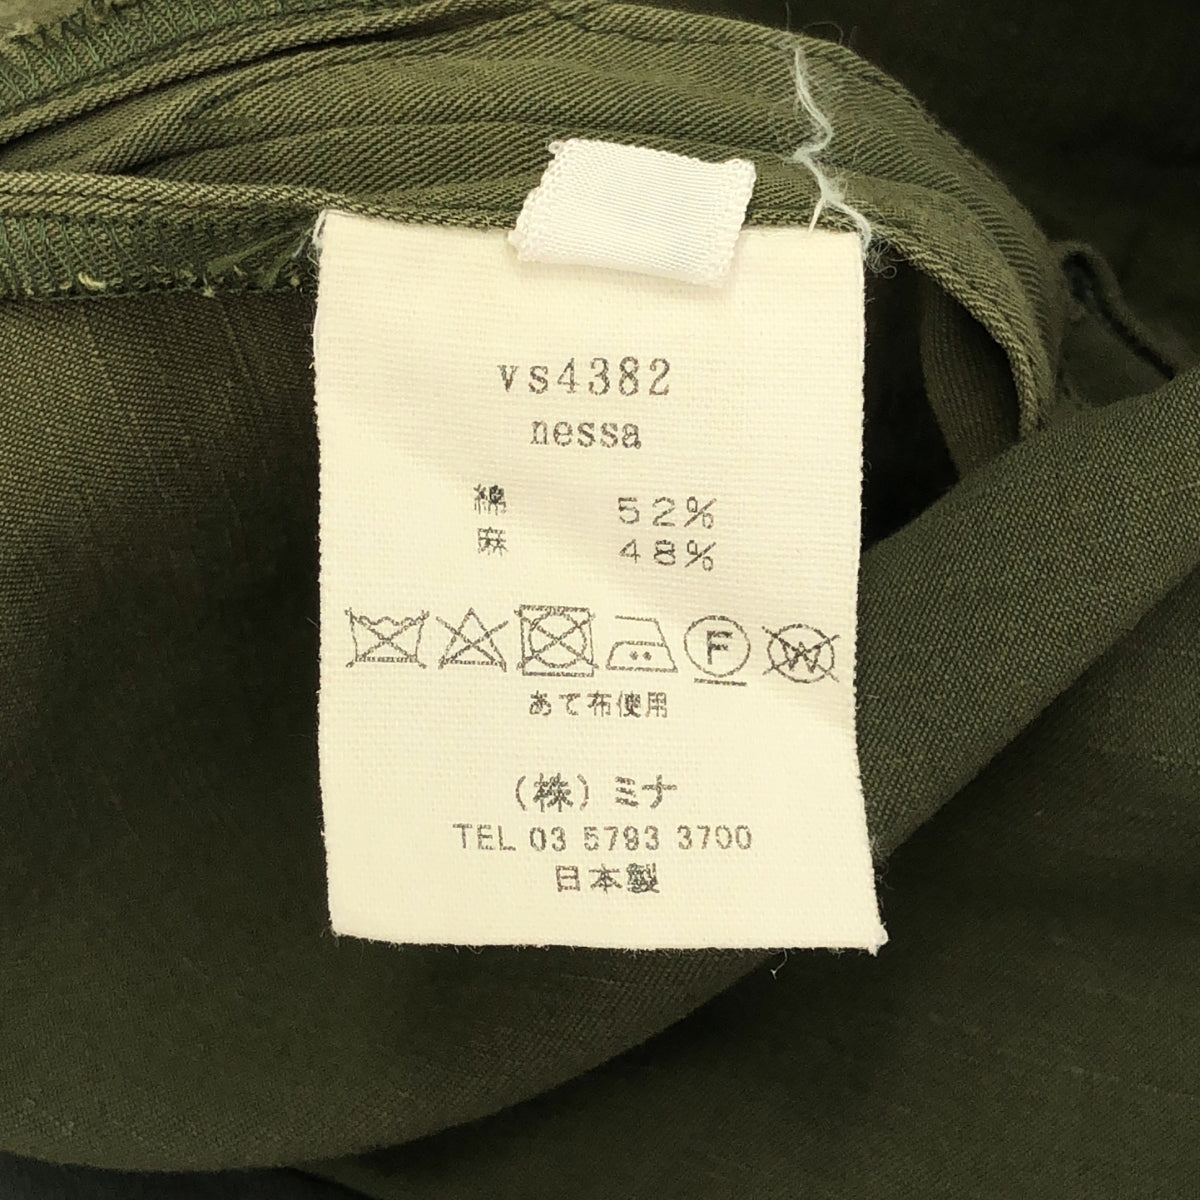 vs4382
nessa
綿 52%
麻 48%
F W
あて布使用
(株)ミナ
TEL 03 5793 3700
日本製